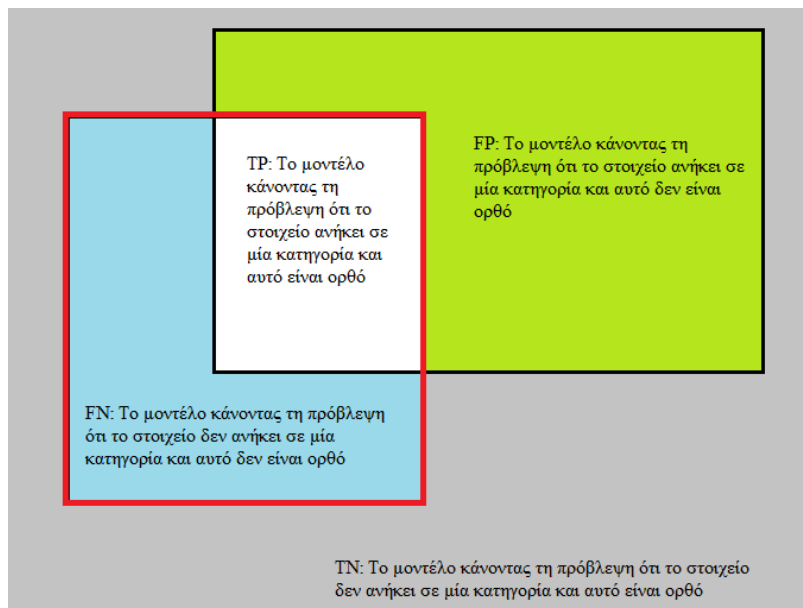 FP: Το μοντέλο κάνοντας τη
πρόβλεψη ότι το στοιχείο ανήκει σε
μία κατηγορία και αυτό δεν είναι
ορθό
TP: Το μοντέλο
κάνοντας τη
πρόβλεψη ότι το
στοιχείο ανήκει σε
μία κατηγορία και
αυτό είναι ορθό
FN: Το μοντέλο κάνοντας τη πρόβλεψη
ότι το στοιχείο δεν ανήκει σε μία
κατηγορία και αυτό δεν είναι ορθό
TN: Το μοντέλο κάνοντας τη πρόβλεψη ότι το στοιχείο
δεν ανήκει σε μία κατηγορία και αυτό είναι ορθό